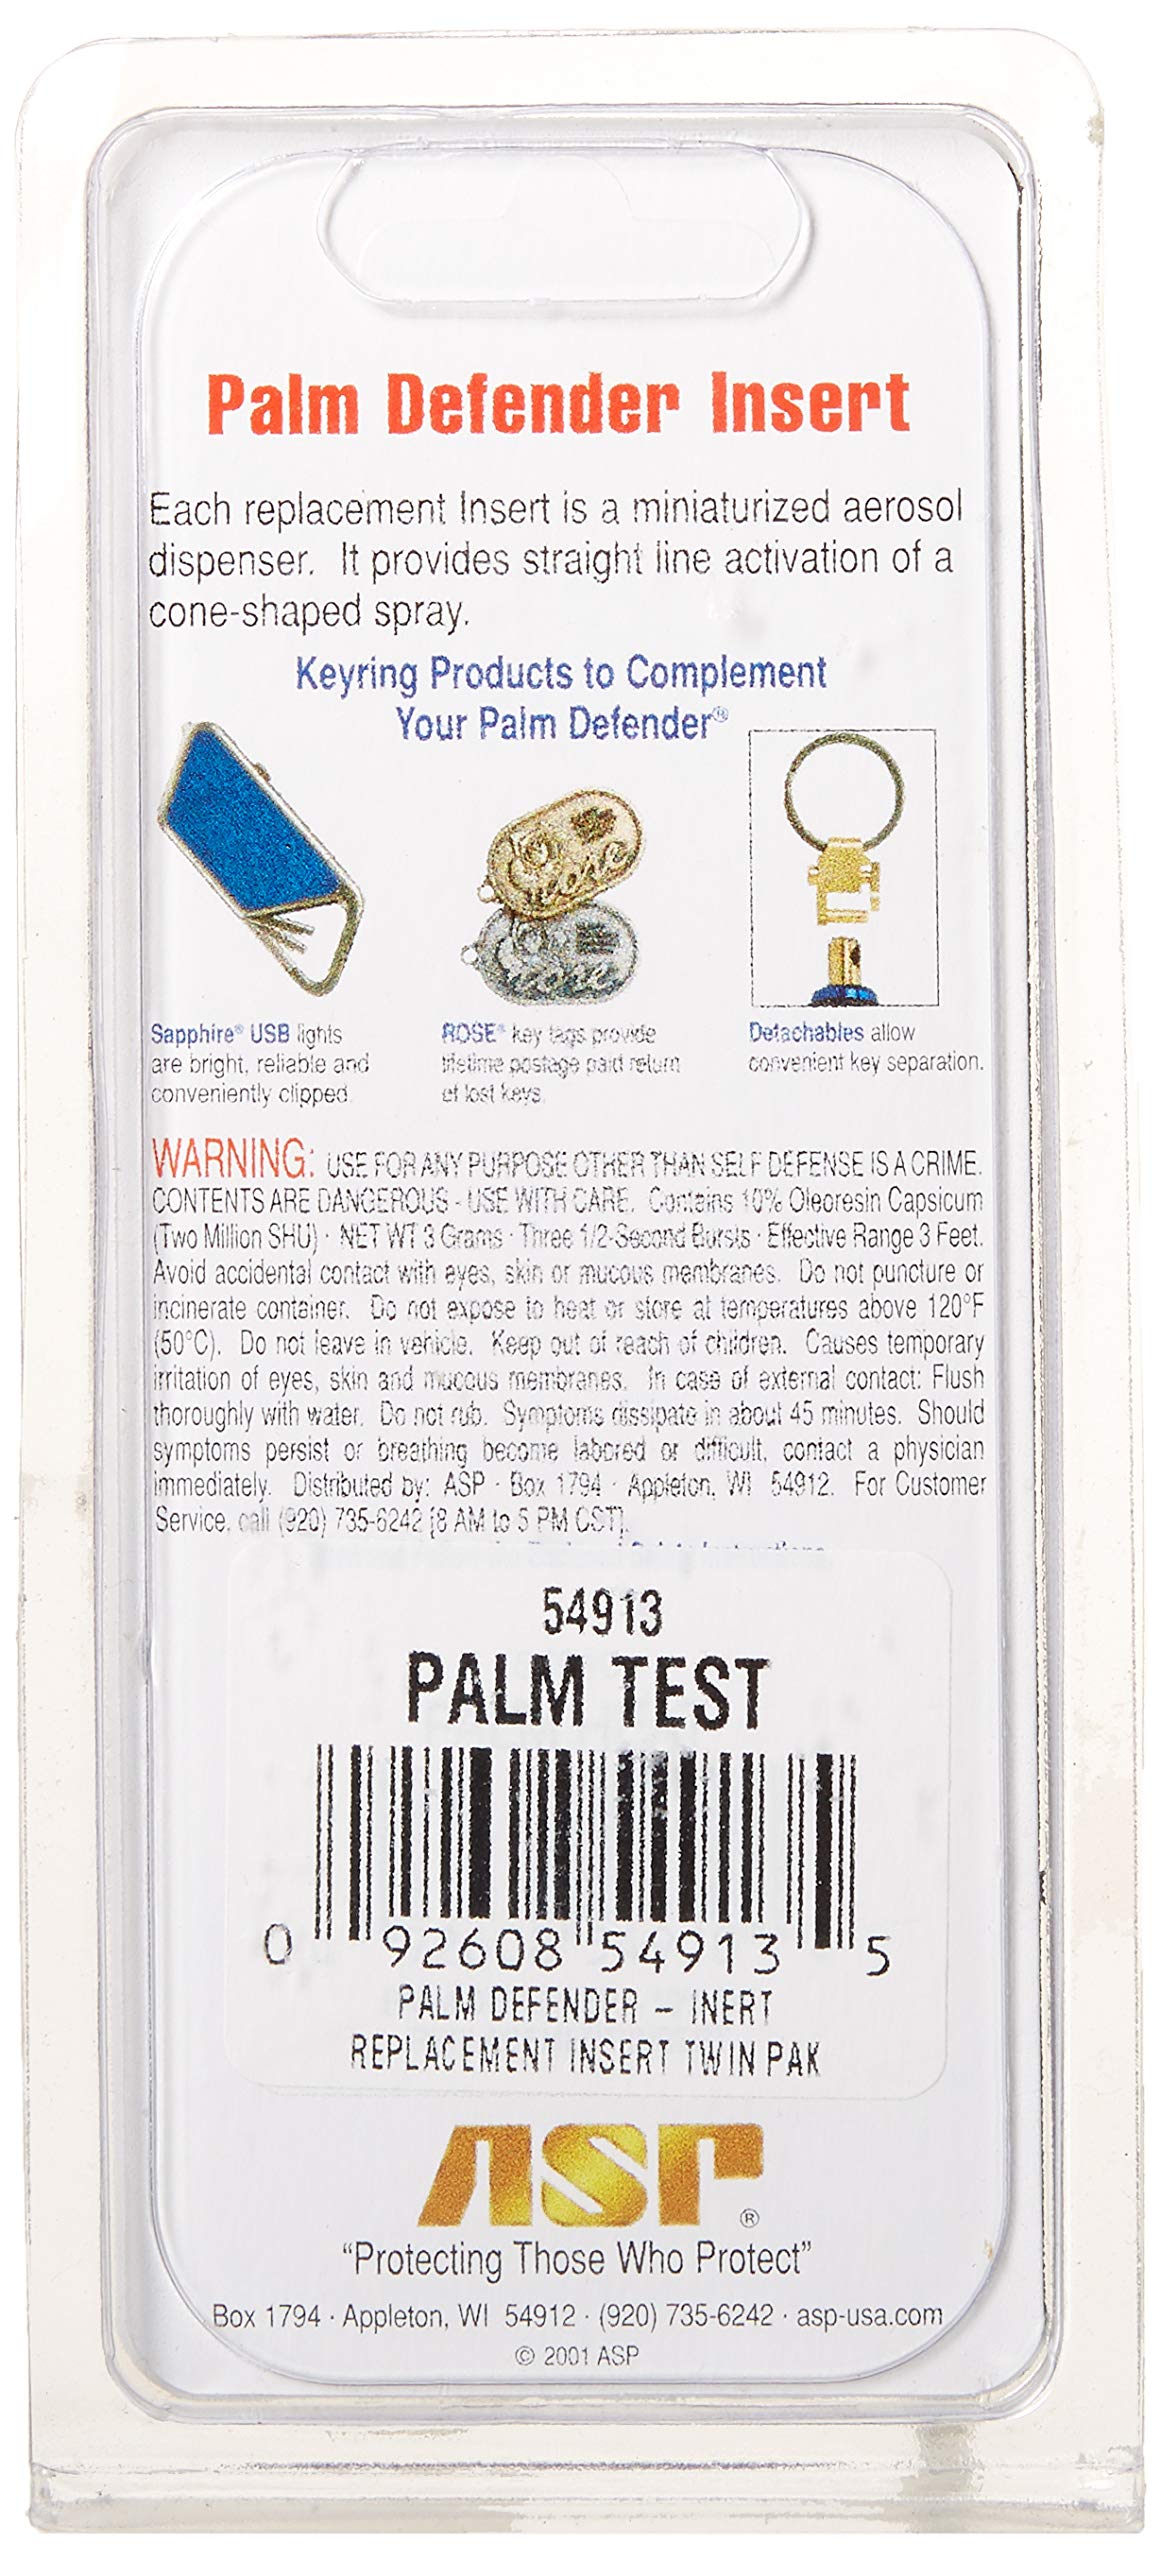 Palm Defender Insert
Each replacement Insert is a miniaturized aerosol
dispenser. It provides straight line activation of a
cone-shaped spray.
Keyring Products to Complement
Your Palm Defender®
Sapphire® USB lights
are bright, reliable and
conveniently clipped.
ROSE® key tags provide
lifetime postage paid return
of lost keys.
Detachables allow
convenient key separation.
WARNING: USE FOR ANY PURPOSE OTHER THAN SELF DEFENSE IS A CRIME.
CONTENTS ARE DANGEROUS - USE WITH CARE. Contains 10% Oleoresin Capsicum
(Two Million SHU) · NET WT 3 Grams · Three 1/2-Second Bursts · Effective Range 3 Feet.
Avoid accidental contact with eyes, skin or mucous membranes. Do not puncture or
incinerate container. Do not expose to heat or store at temperatures above 120°F
(50°C). Do not leave in vehicle. Keep out of reach of children. Causes temporary
irritation of eyes, skin and mucous membranes. In case of external contact: Flush
thoroughly with water. Do not rub. Symptoms dissipate in about 45 minutes. Should
symptoms persist or breathing become labored or difficult, contact a physician
immediately. Distributed by: ASP · Box 1794 · Appleton, WI 54912. For Customer
Service, call (920) 735-6242 [8 AM to 5 PM CST].
54913
PALM TEST
0 92608 54913 5
PALM DEFENDER – INERT
REPLACEMENT INSERT TWIN PAK
ASP®
“Protecting Those Who Protect”
Box 1794 · Appleton, WI 54912 · (920) 735-6242 · asp-usa.com
© 2001 ASP